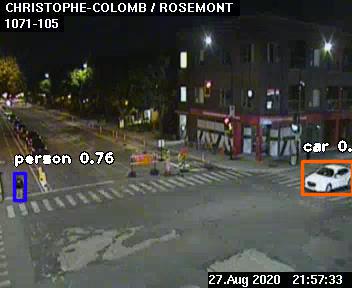 CHRISTOPHE-COLOMB / ROSEMONT
1071-105
person 0.76
car 0.
27.Aug 2020 21:57:33